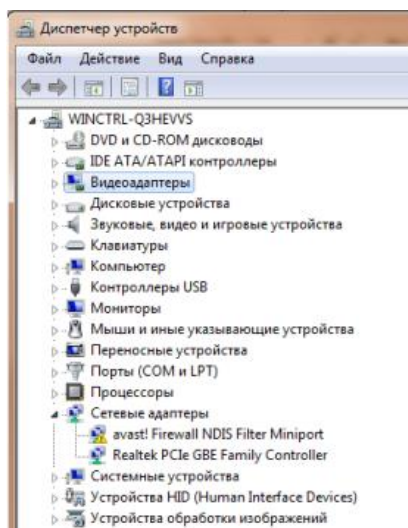 Диспетчер устройств
Файл Действие Вид Справка
WINCTRL-Q3HEVVS
DVD и CD-ROM дисководы
IDE ATA/ATAPI контроллеры
Видеоадаптеры
Дисковые устройства
Звуковые, видео и игровые устройства
Клавиатуры
Компьютер
Контроллеры USB
Мониторы
Мыши и иные указывающие устройства
Переносные устройства
Порты (COM и LPT)
Процессоры
Сетевые адаптеры
avast! Firewall NDIS Filter Miniport
Realtek PCIe GBE Family Controller
Системные устройства
Устройства HID (Human Interface Devices)
Устройства обработки изображений